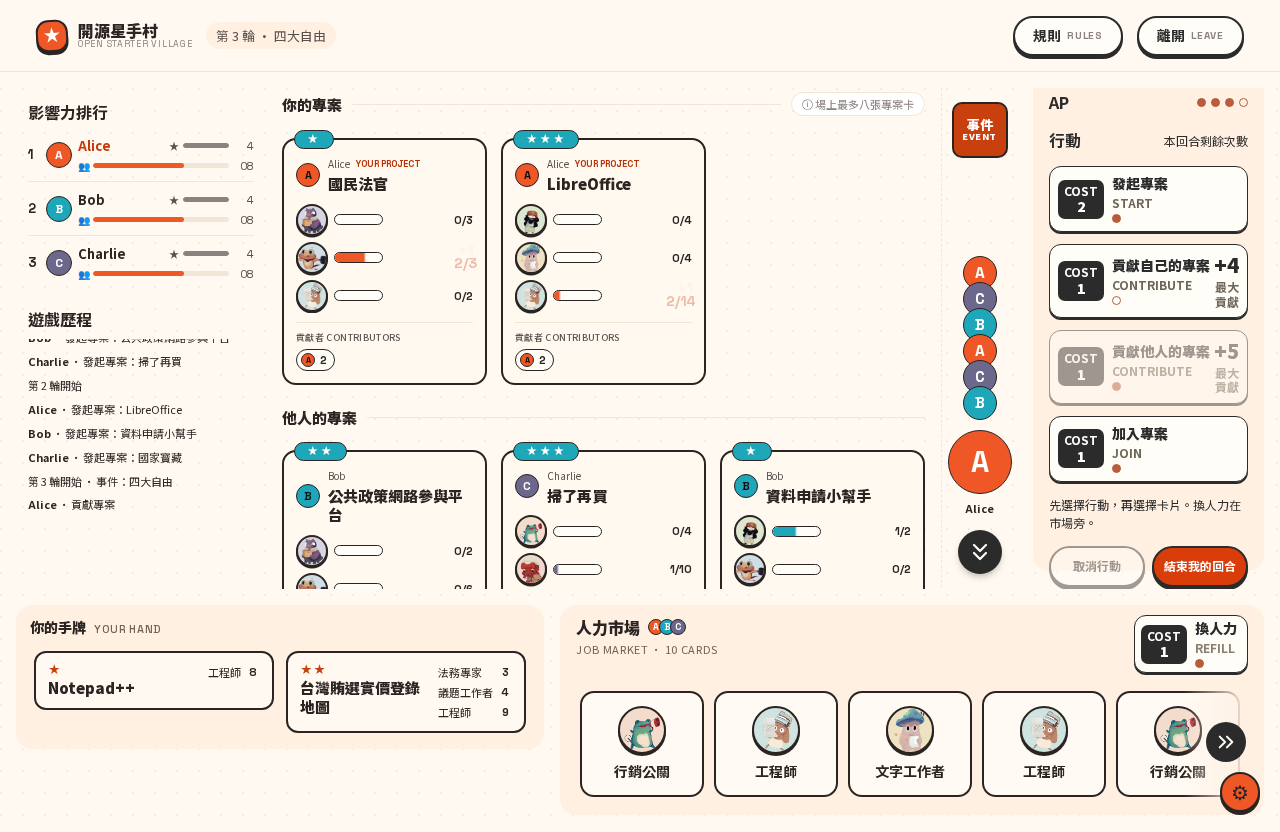 開源星手村
OPEN STARTER VILLAGE
第 3 輪 · 四大自由
規則 RULES
離開 LEAVE
影響力排行
1 A Alice ★ 4
08
2 B Bob ★ 4
08
3 C Charlie ★ 4
08
遊戲歷程
Bob · 發起專案：公共政策網路參與平台
Charlie · 發起專案：掃了再買
第 2 輪開始
Alice · 發起專案：LibreOffice
Bob · 發起專案：資料申請小幫手
Charlie · 發起專案：國家寶藏
第 3 輪開始 · 事件：四大自由
Alice · 貢獻專案
你的專案
ⓘ 場上最多八張專案卡
★
A Alice YOUR PROJECT
國民法官
0/3
2/3
0/2
貢獻者 CONTRIBUTORS
A 2
★ ★ ★
A Alice YOUR PROJECT
LibreOffice
0/4
0/4
2/14
貢獻者 CONTRIBUTORS
A 2
他人的專案
★ ★
B Bob
公共政策網路參與平
台
0/2
★ ★ ★
C Charlie
掃了再買
0/4
1/10
★
B Bob
資料申請小幫手
1/2
0/2
事件
EVENT
A
C
B
A
C
B
A
Alice
AP
行動 本回合剩餘次數
COST
2
發起專案
START
COST
1
貢獻自己的專案 +4
CONTRIBUTE 最大
貢獻
COST
1
貢獻他人的專案 +5
CONTRIBUTE 最大
貢獻
COST
1
加入專案
JOIN
先選擇行動，再選擇卡片。換人力在
市場旁。
取消行動
結束我的回合
你的手牌 YOUR HAND
★
Notepad++
工程師 8
★ ★
台灣賄選實價登錄
地圖
法務專家 3
議題工作者 4
工程師 9
人力市場 A B C
JOB MARKET · 10 CARDS
COST
1
換人力
REFILL
行銷公關
工程師
文字工作者
工程師
行銷公關